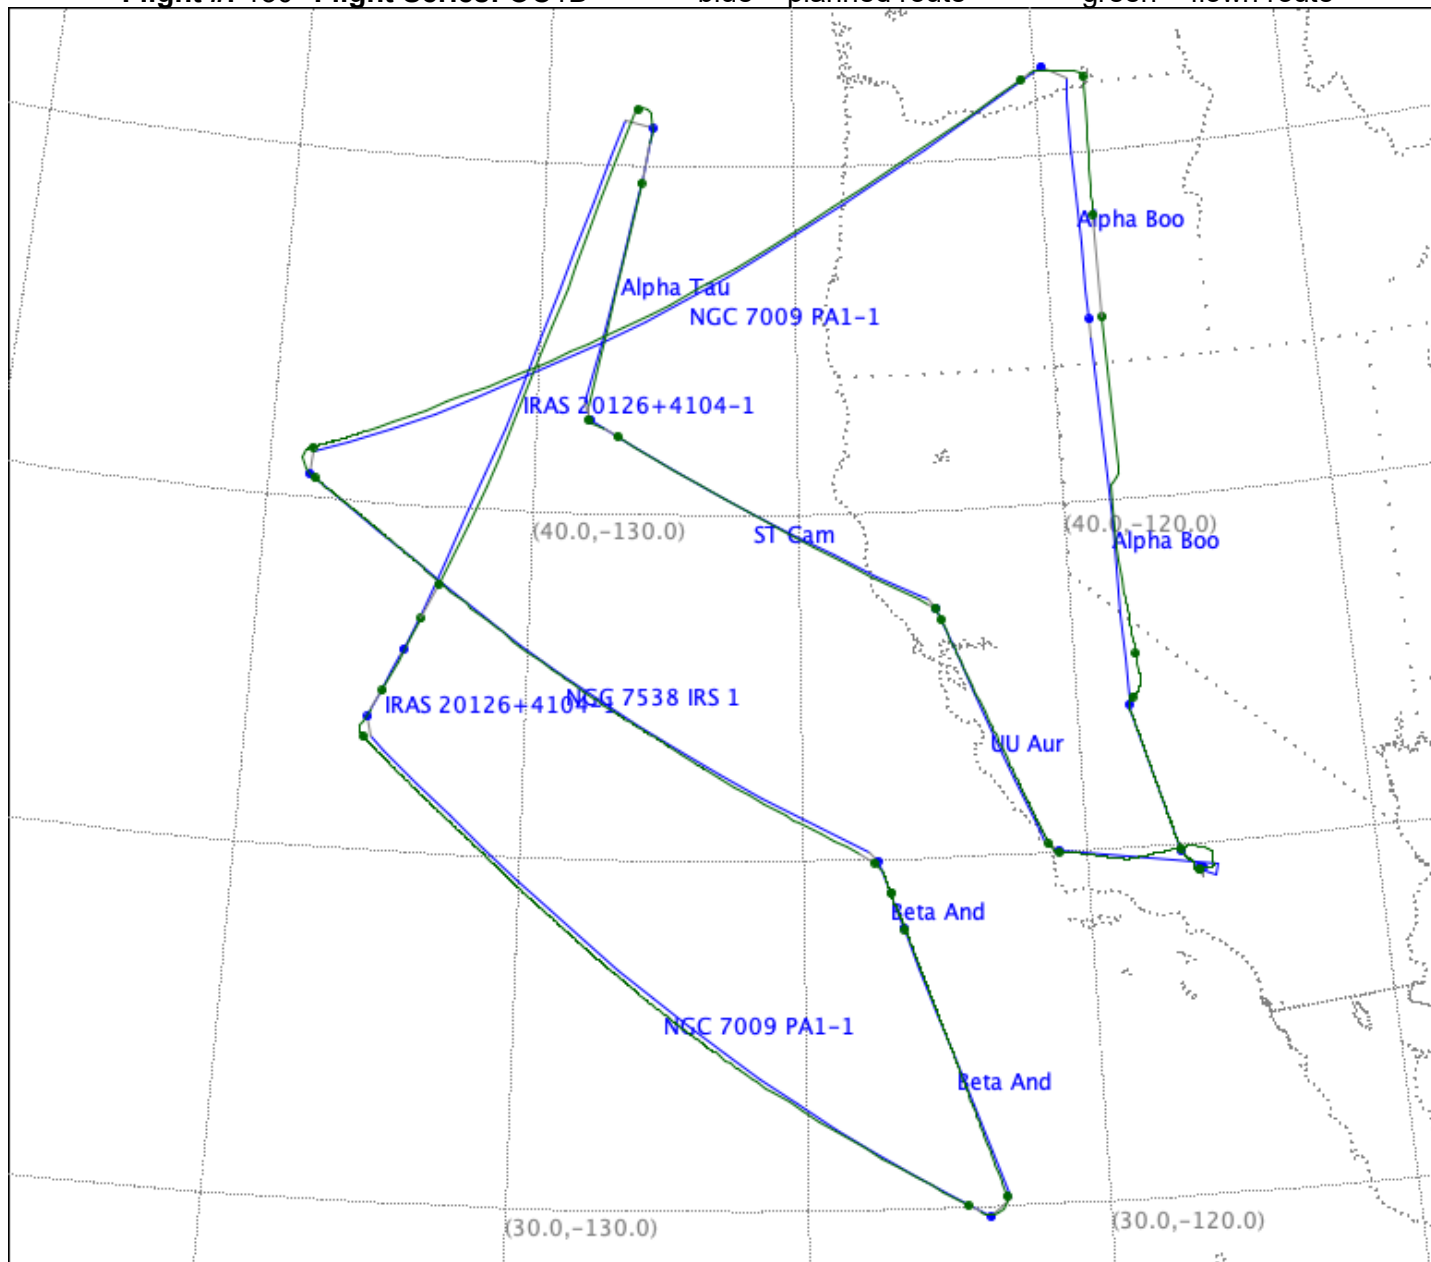 Alpha Boo
Alpha Tau
NGC 7009 PA1-1
IRAS 20126+4104-1
(40.0,-130.0)
(40.0,-120.0)
ST Cam
Alpha Boo
NGC 7538 IRS 1
IRAS 20126+4104-1
UU Aur
Beta And
NGC 7009 PA1-1
Beta And
(30.0,-130.0)
(30.0,-120.0)